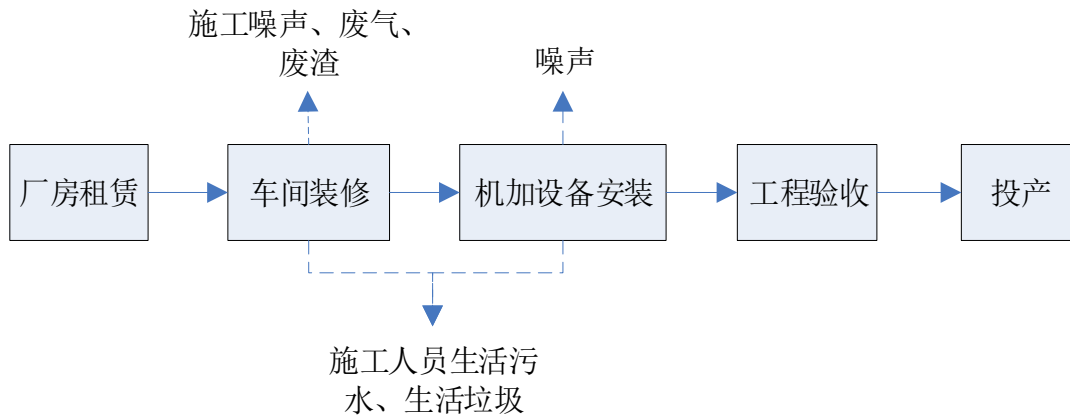 施工噪声、废气、
废渣
噪声
厂房租赁
车间装修
机加设备安装
工程验收
投产
施工人员生活污
水、生活垃圾